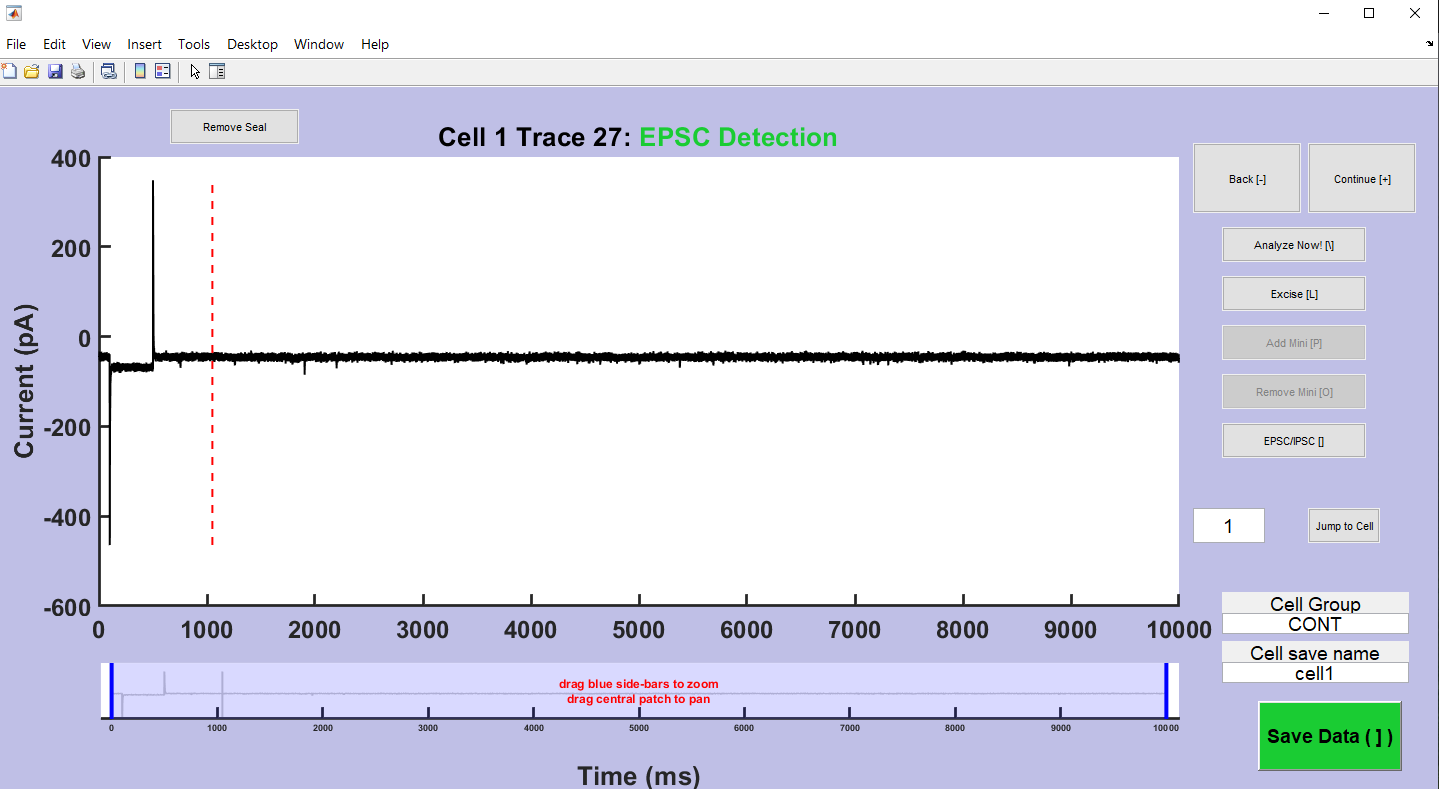 File Edit View Insert Tools Desktop Window Help
Remove Seal
Cell 1 Trace 27: EPSC Detection
Back [-]
Continue [+]
Analyze Now! [\]
Excise [L]
Add Mini [P]
Remove Mini [O]
EPSC/IPSC []
1
Jump to Cell
Cell Group
CONT
Cell save name
cell1
Save Data ( ] )
Current (pA)
400
200
0
-200
-400
-600
0 1000 2000 3000 4000 5000 6000 7000 8000 9000 10000
drag blue side-bars to zoom
drag central patch to pan
0 1000 2000 3000 4000 5000 6000 7000 8000 9000 10000
Time (ms)